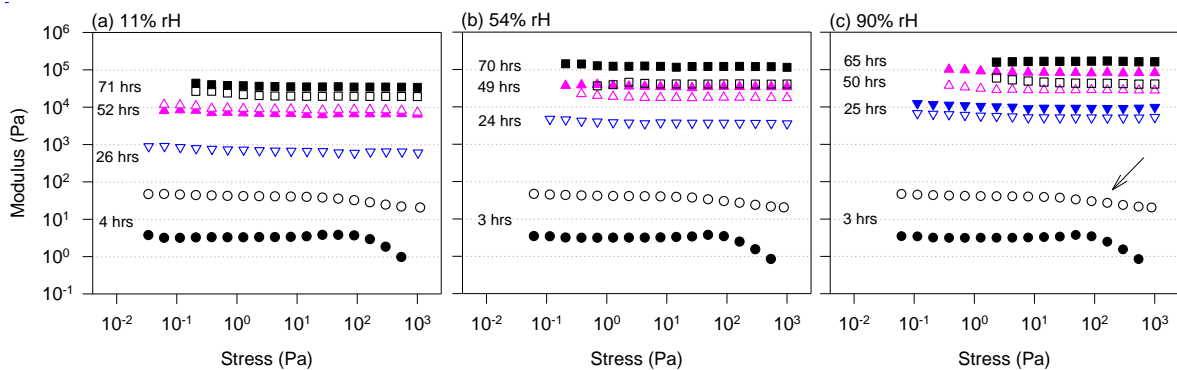 (a) 11% rH
(b) 54% rH
(c) 90% rH
Modulus (Pa)
10^6
10^5
10^4
10^3
10^2
10^1
10^0
10^-1
71 hrs
52 hrs
26 hrs
4 hrs
70 hrs
49 hrs
24 hrs
3 hrs
65 hrs
50 hrs
25 hrs
3 hrs
10^-2 10^-1 10^0 10^1 10^2 10^3
10^-2 10^-1 10^0 10^1 10^2 10^3
10^-2 10^-1 10^0 10^1 10^2 10^3
Stress (Pa)
Stress (Pa)
Stress (Pa)